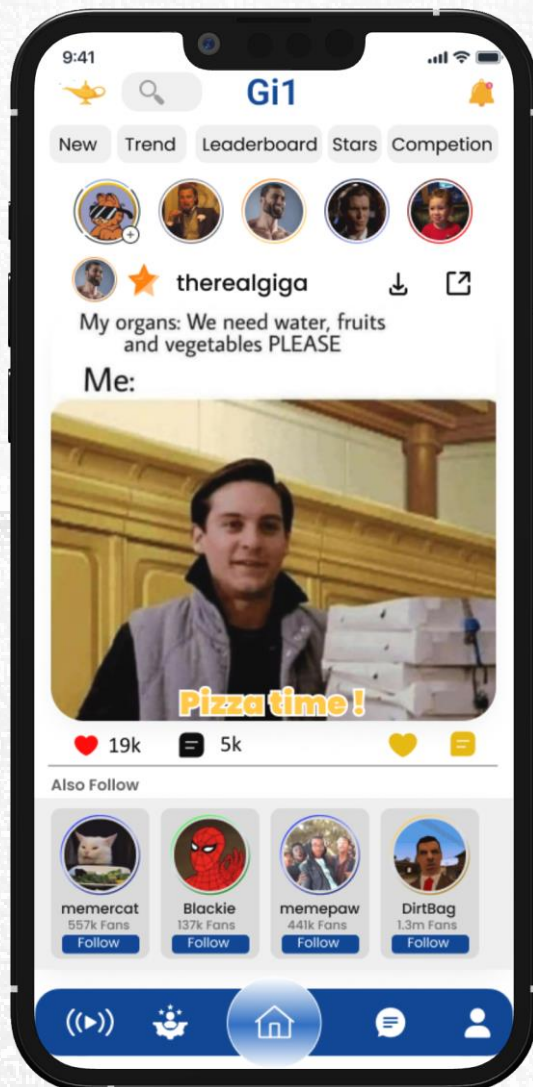 9:41
Gi1
New Trend Leaderboard Stars Competion
therealgiga
My organs: We need water, fruits
and vegetables PLEASE
Me:
Pizza time !
19k 5k
Also Follow
memercat Blackie memepaw DirtBag
557k Fans 137k Fans 441k Fans 1.3m Fans
Follow Follow Follow Follow